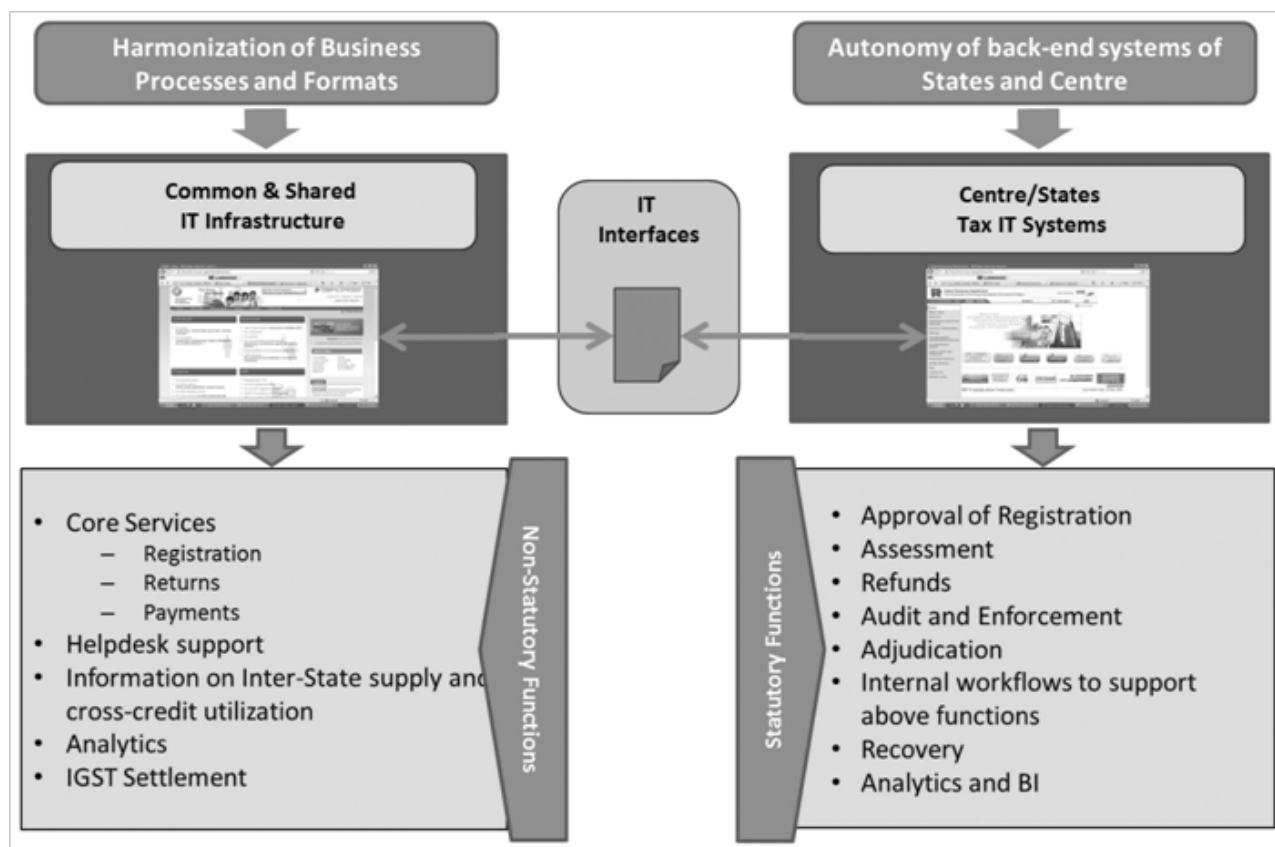 Harmonization of Business
Processes and Formats
Autonomy of back-end systems of
States and Centre
Common & Shared
IT Infrastructure
IT
Interfaces
Centre/States
Tax IT Systems
• Core Services
– Registration
– Returns
– Payments
• Helpdesk support
• Information on Inter-State supply and
cross-credit utilization
• Analytics
• IGST Settlement
Non-Statutory Functions
Statutory Functions
• Approval of Registration
• Assessment
• Refunds
• Audit and Enforcement
• Adjudication
• Internal workflows to support
above functions
• Recovery
• Analytics and BI